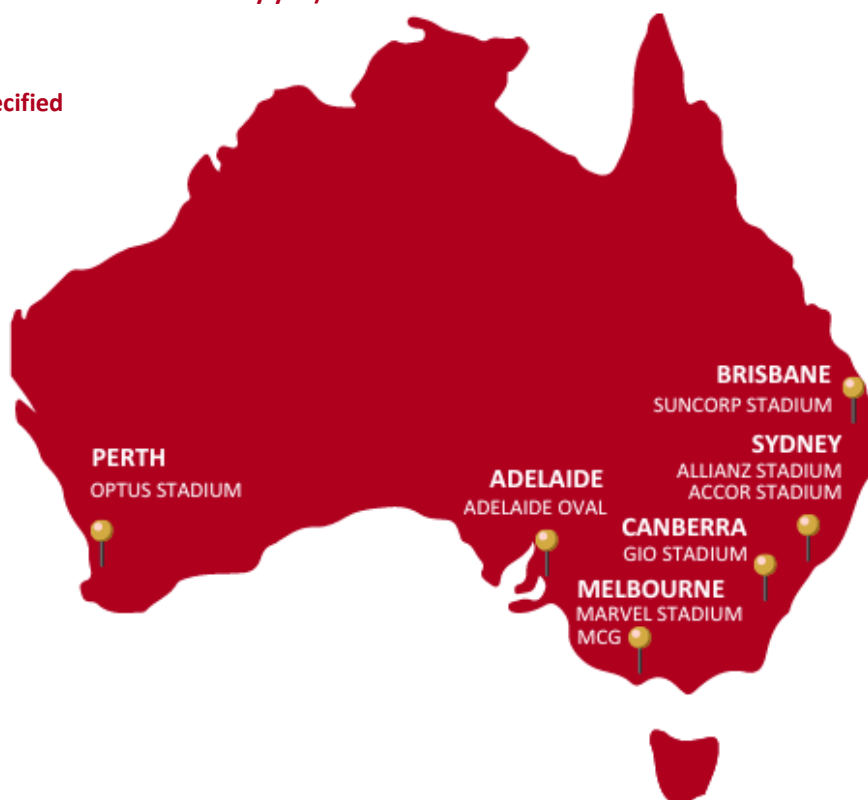 ecified
BRISBANE
SUNCORP STADIUM
SYDNEY
ALLIANZ STADIUM
ACCOR STADIUM
PERTH
OPTUS STADIUM
ADELAIDE
ADELAIDE OVAL
CANBERRA
GIO STADIUM
MELBOURNE
MARVEL STADIUM
MCG